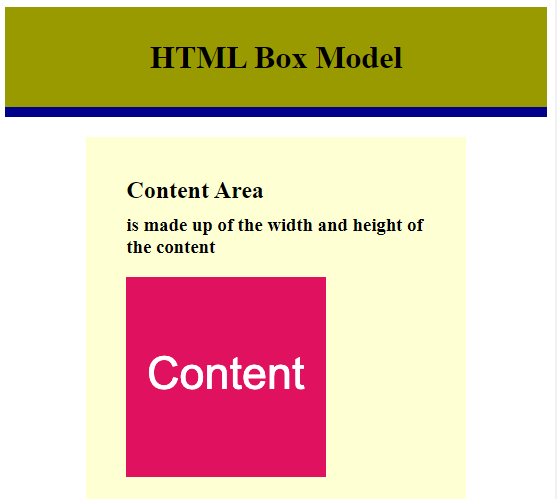 HTML Box Model
Content Area
is made up of the width and height of
the content
Content